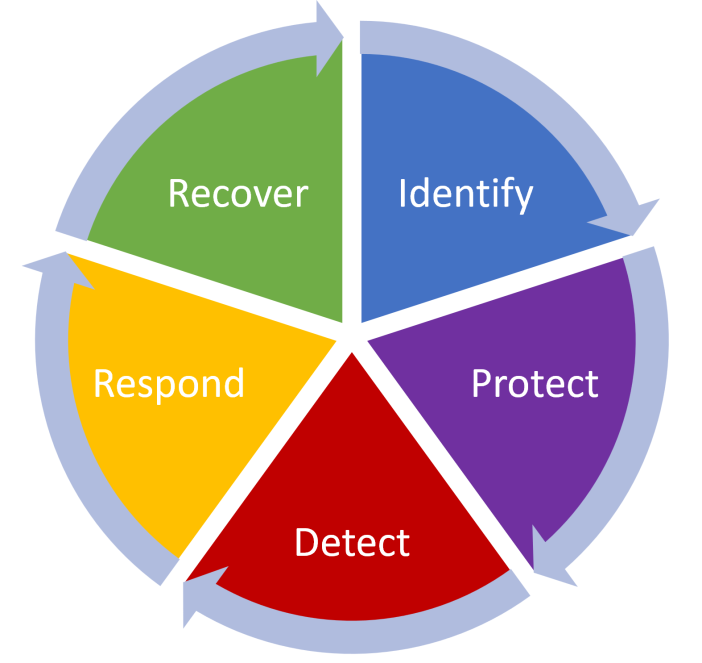 Identify
Protect
Detect
Respond
Recover